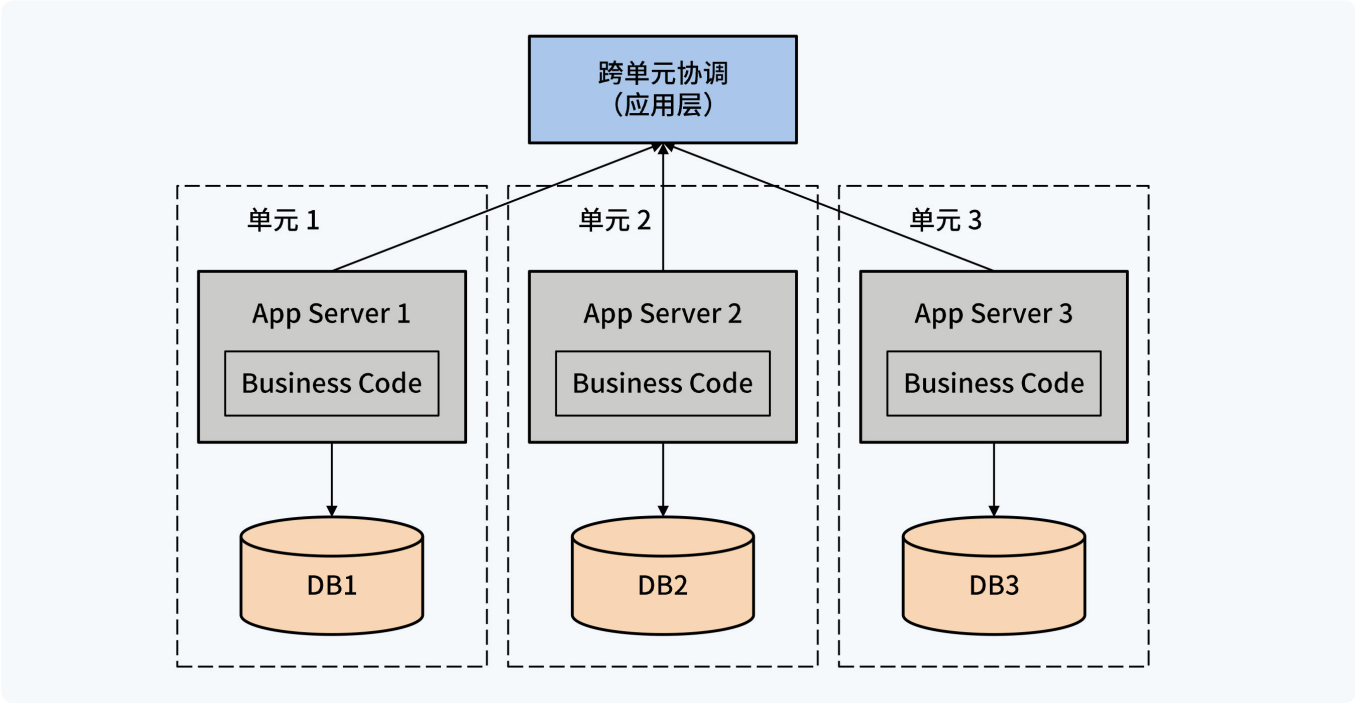 跨单元协调
（应用层）
单元 1
单元 2
单元 3
App Server 1
App Server 2
App Server 3
Business Code
Business Code
Business Code
DB1
DB2
DB3